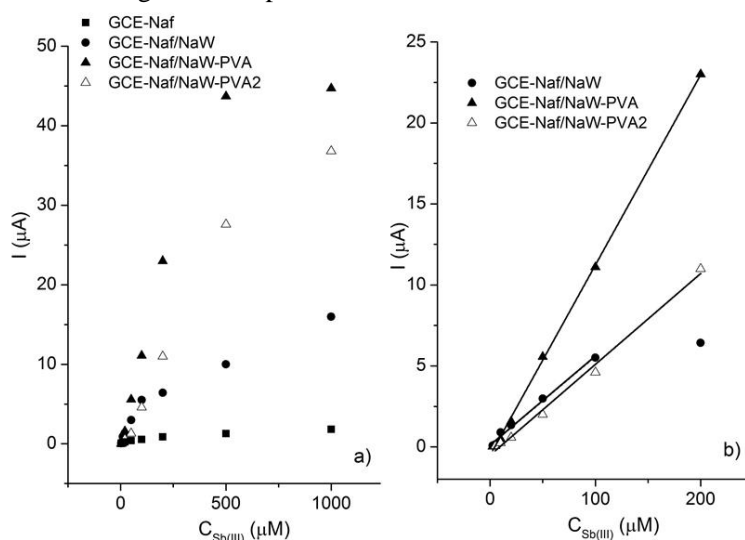 GCE-Naf
GCE-Naf/NaW
GCE-Naf/NaW-PVA
GCE-Naf/NaW-PVA2
50
40
30
20
10
0
I (μA)
0
500
1000
C_Sb(III) (μM)
a)
25
20
15
10
5
0
I (μA)
GCE-Naf/NaW
GCE-Naf/NaW-PVA
GCE-Naf/NaW-PVA2
0
100
200
C_Sb(III) (μM)
b)